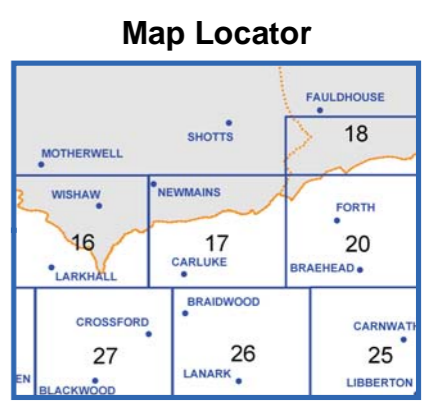 Map Locator
FAULDHOUSE
SHOTTS
18
MOTHERWELL
WISHAW
NEWMAINS
FORTH
16
17
20
CARLUKE
BRAEHEAD
LARKHALL
BRAIDWOOD
CROSSFORD
CARNWATH
27
26
25
LANARK
EN
BLACKWOOD
LIBBERTON